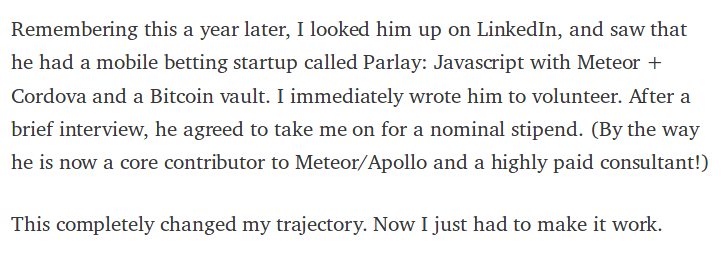 Remembering this a year later, I looked him up on LinkedIn, and saw that
he had a mobile betting startup called Parlay: Javascript with Meteor +
Cordova and a Bitcoin vault. I immediately wrote him to volunteer. After a
brief interview, he agreed to take me on for a nominal stipend. (By the way
he is now a core contributor to Meteor/Apollo and a highly paid consultant!)
This completely changed my trajectory. Now I just had to make it work.